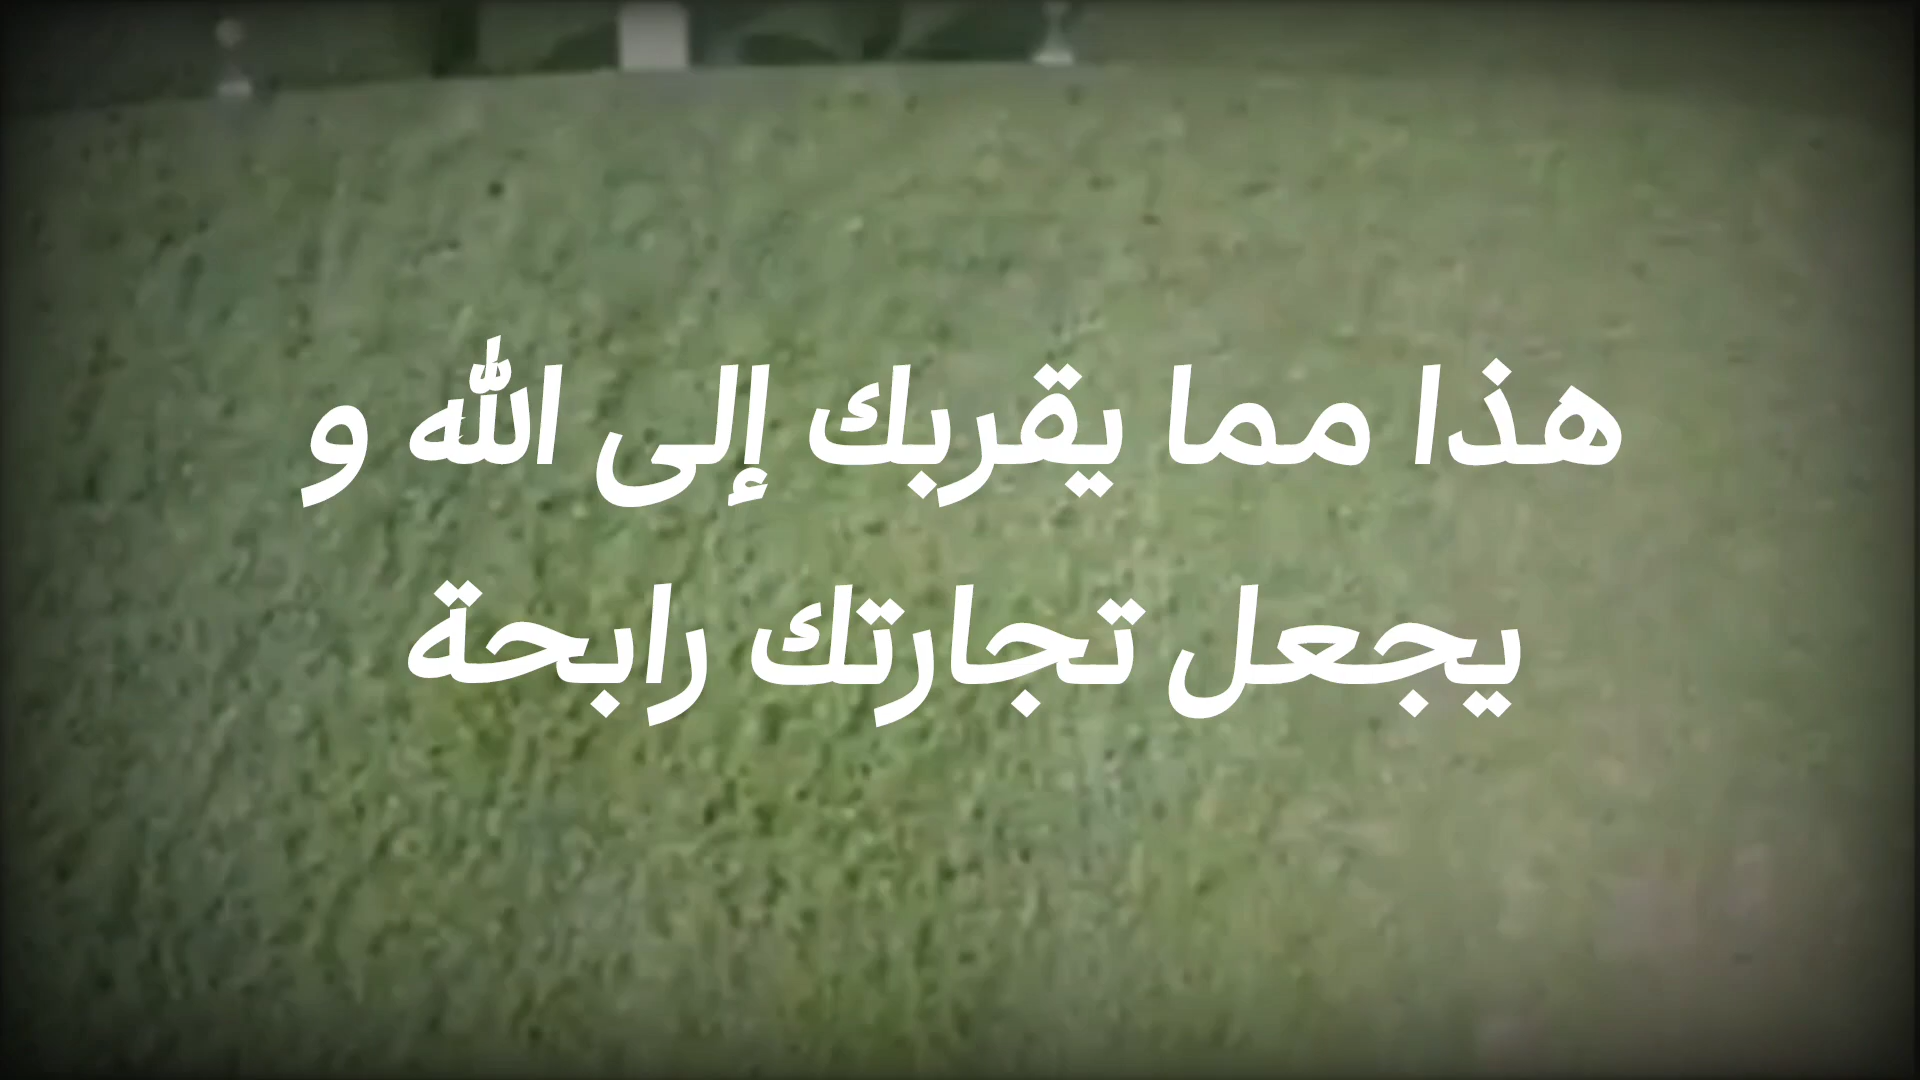 هذا مما يقربك إلى الله و
يجعل تجارتك رابحة